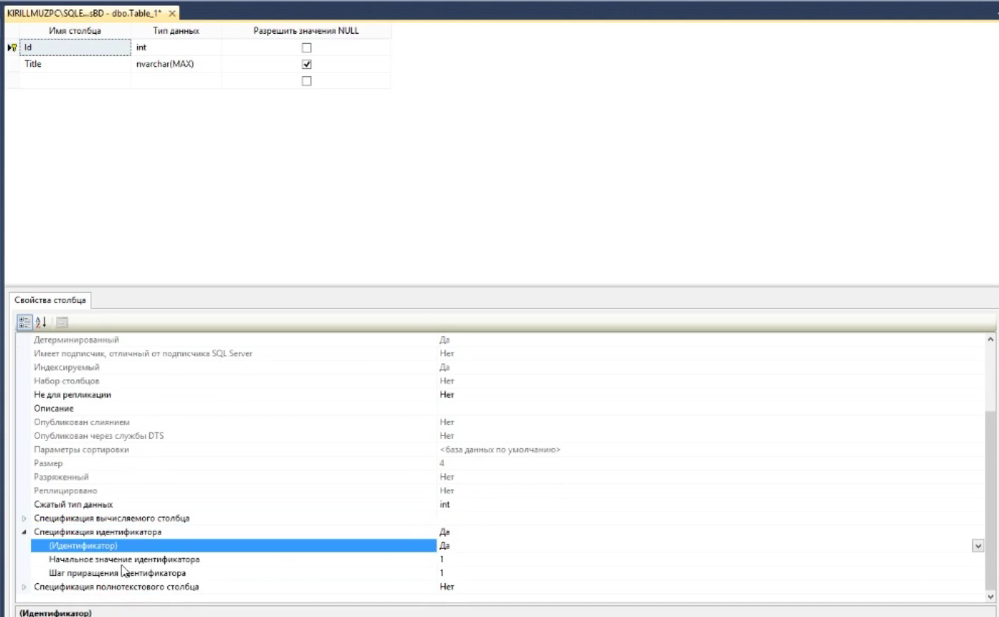 KIRILLMUZPC\SQLE...sBD - dbo.Table_1*
Имя столбца Тип данных Разрешить значения NULL
Id int
Title nvarchar(MAX)
Свойства столбца
Детерминированный Да
Имеет подписчик, отличный от подписчика SQL Server Нет
Индексируемый Да
Набор столбцов Нет
Не для репликации Нет
Описание
Опубликован слиянием Нет
Опубликован через службы DTS Нет
Параметры сортировки <база данных по умолчанию>
Размер 4
Разряженный Нет
Реплицировано Нет
Сжатый тип данных int
Спецификация вычисляемого столбца
Спецификация идентификатора Да
(Идентификатор) Да
Начальное значение идентификатора 1
Шаг приращения идентификатора 1
Спецификация полнотекстового столбца Нет
(Идентификатор)